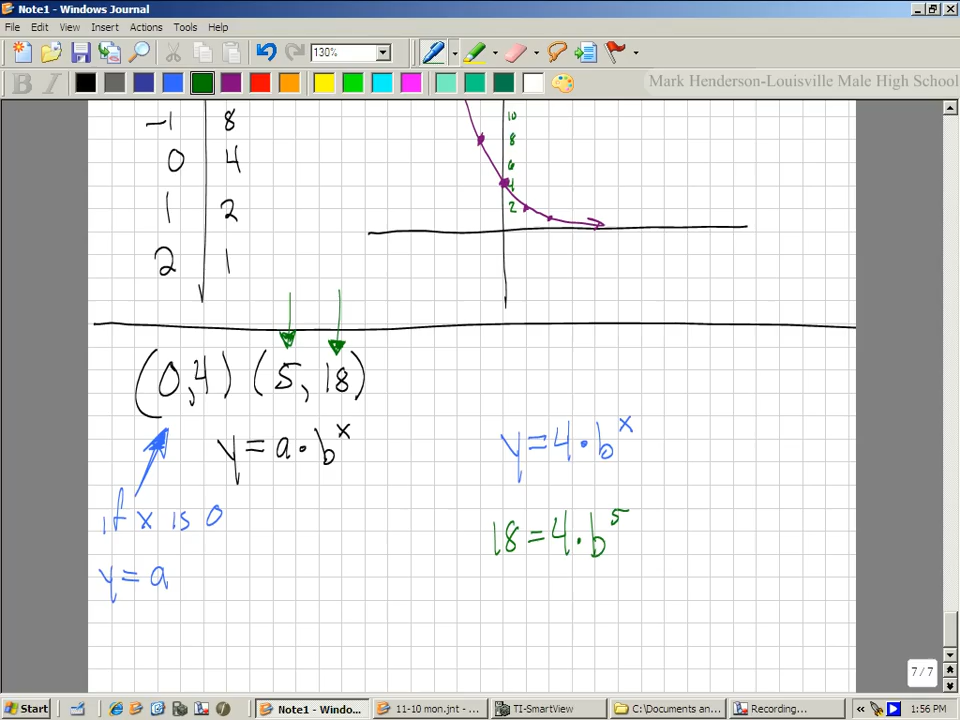 Note1 - Windows Journal
File Edit View Insert Actions Tools Help
130%
B I
Mark Henderson-Louisville Male High School
-1 8
0 4
1 2
2 1
10
8
6
4
2
(0,4) (5, 18)
y = a · b^x
if x is 0
y = a
y = 4 · b^x
18 = 4 · b^5
7 / 7
Start
Note1 - Windo...
11-10 mon.jnt - ...
TI-SmartView
C:\Documents an...
Recording...
«
1:56 PM